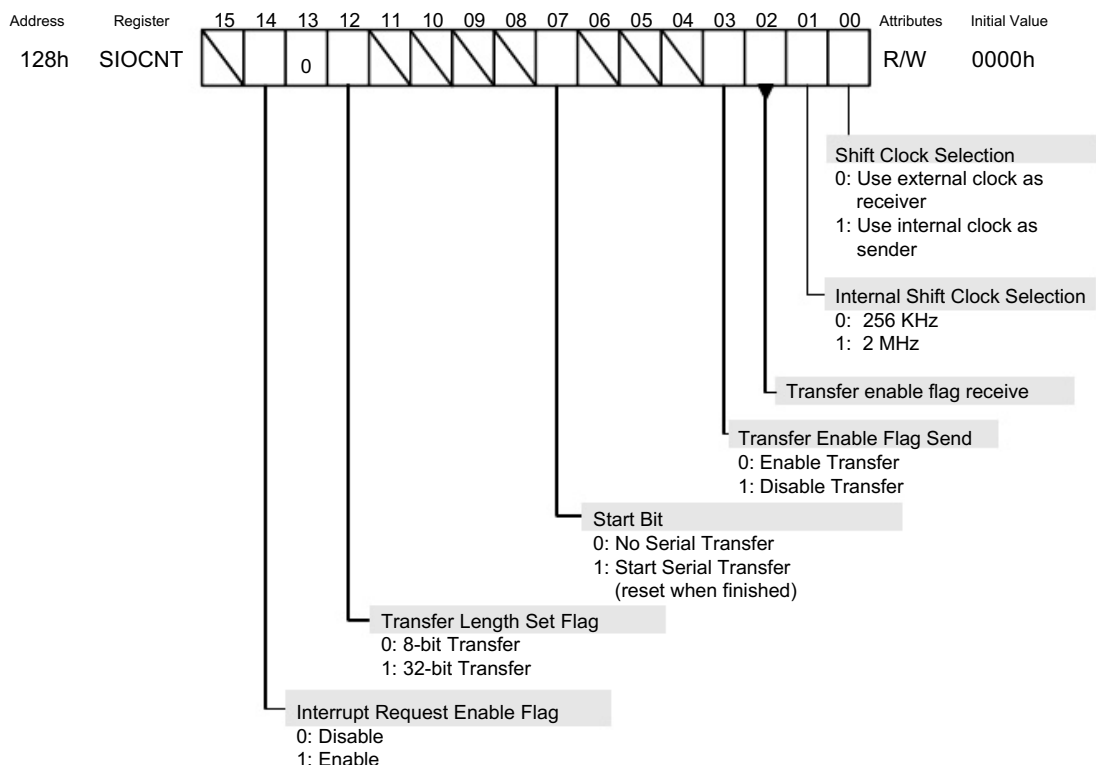 Address Register 15 14 13 12 11 10 09 08 07 06 05 04 03 02 01 00 Attributes Initial Value
128h SIOCNT 0 R/W 0000h
Shift Clock Selection
0: Use external clock as
receiver
1: Use internal clock as
sender
Internal Shift Clock Selection
0: 256 KHz
1: 2 MHz
Transfer enable flag receive
Transfer Enable Flag Send
0: Enable Transfer
1: Disable Transfer
Start Bit
0: No Serial Transfer
1: Start Serial Transfer
(reset when finished)
Transfer Length Set Flag
0: 8-bit Transfer
1: 32-bit Transfer
Interrupt Request Enable Flag
0: Disable
1: Enable